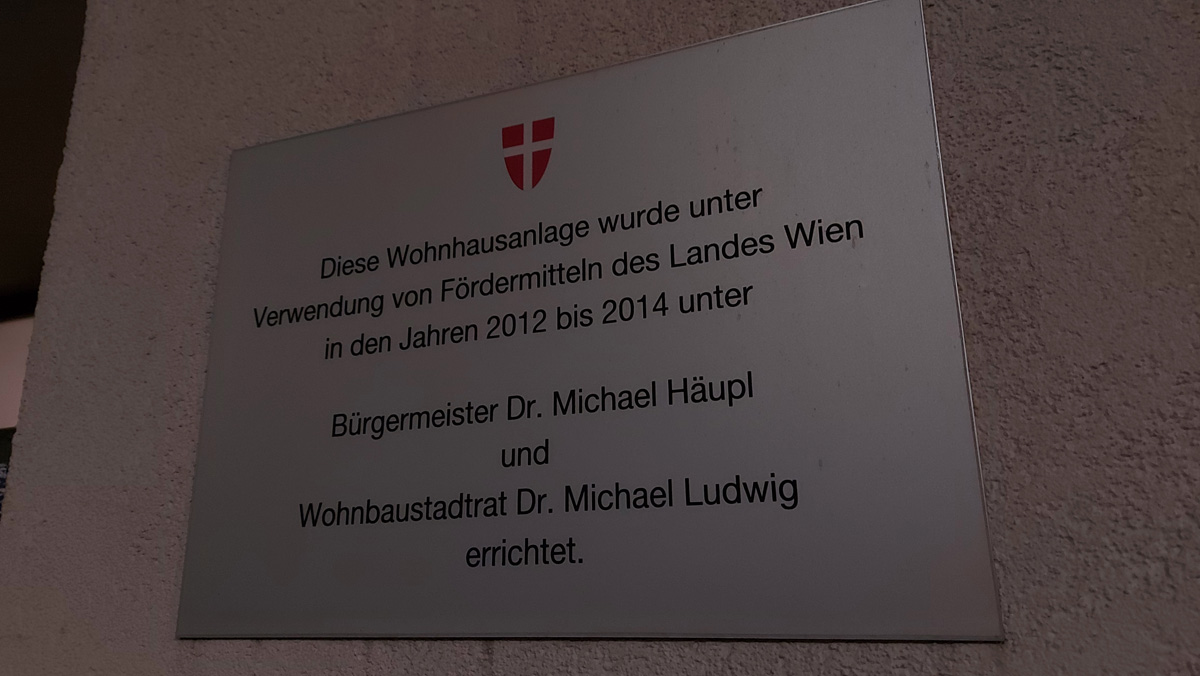 Diese Wohnhausanlage wurde unter
Verwendung von Fördermitteln des Landes Wien
in den Jahren 2012 bis 2014 unter
Bürgermeister Dr. Michael Häupl
und
Wohnbaustadtrat Dr. Michael Ludwig
errichtet.